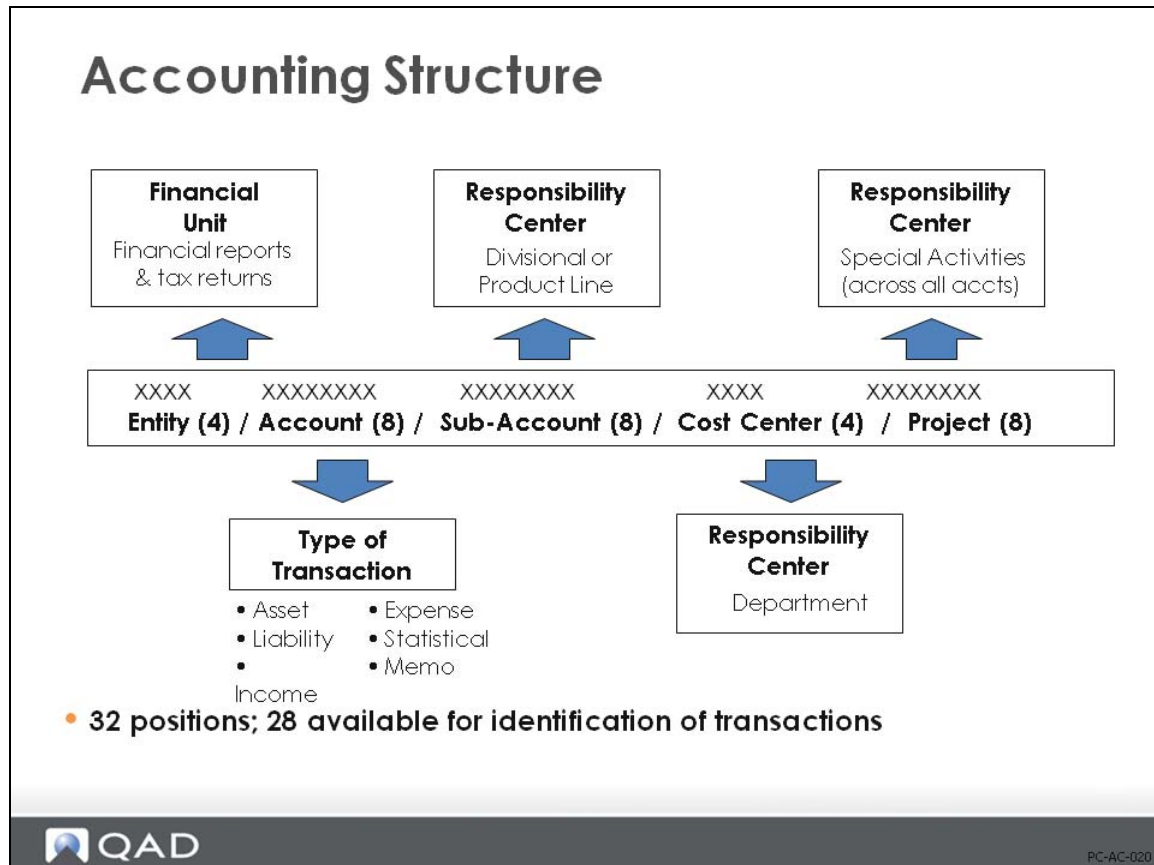 Accounting Structure
Financial
Unit
Financial reports
& tax returns
Responsibility
Center
Divisional or
Product Line
Responsibility
Center
Special Activities
(across all accts)
XXXX XXXXXXXX XXXXXXXX XXXX XXXXXXXX
Entity (4) / Account (8) / Sub-Account (8) / Cost Center (4) / Project (8)
Type of
Transaction
• Asset
• Liability
•
Income
• Expense
• Statistical
• Memo
Responsibility
Center
Department
• 32 positions; 28 available for identification of transactions
QAD
PC-AC-020